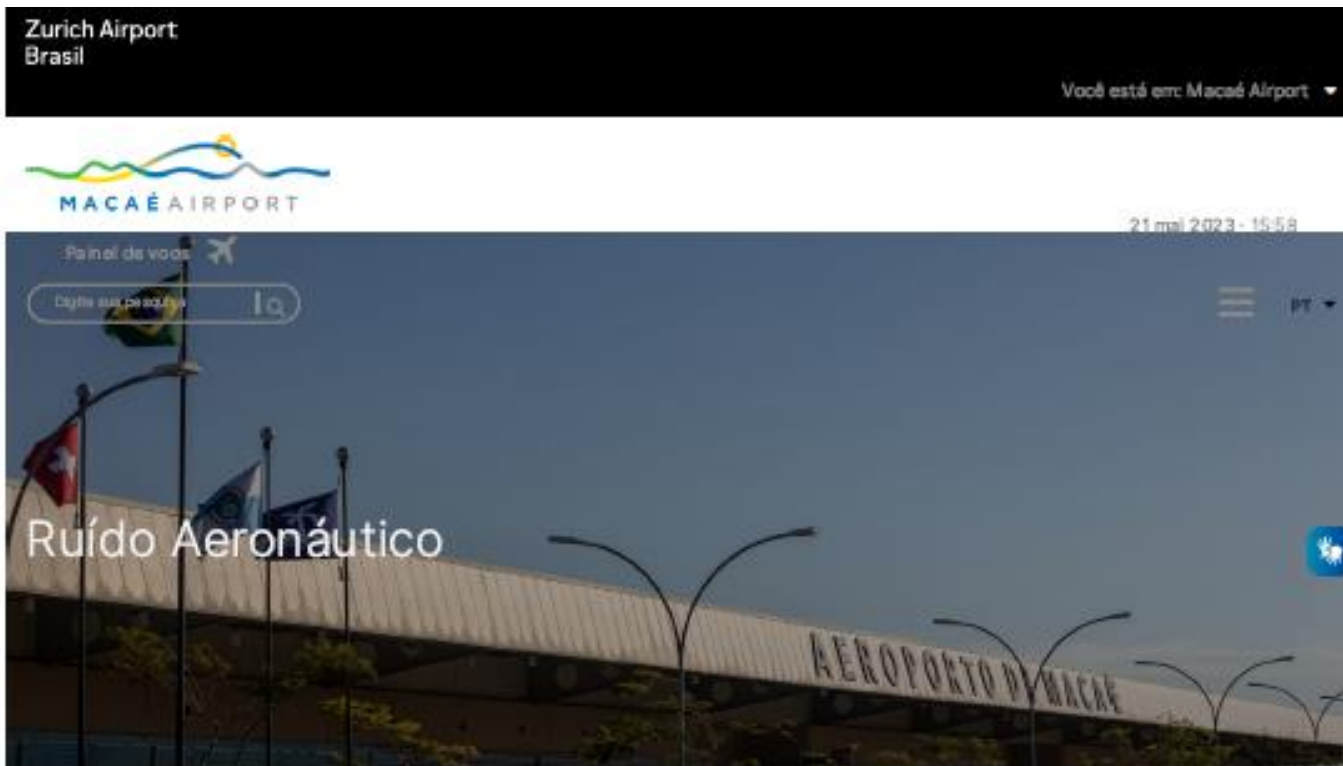 Zurich Airport
Brasil
Você está em: Macaé Airport
MACAÉ AIRPORT
21 mai 2023 - 15:58
Painel de voos
Digite sua pesquisa
PT
Ruído Aeronáutico
AEROPORTO DE MACAÉ